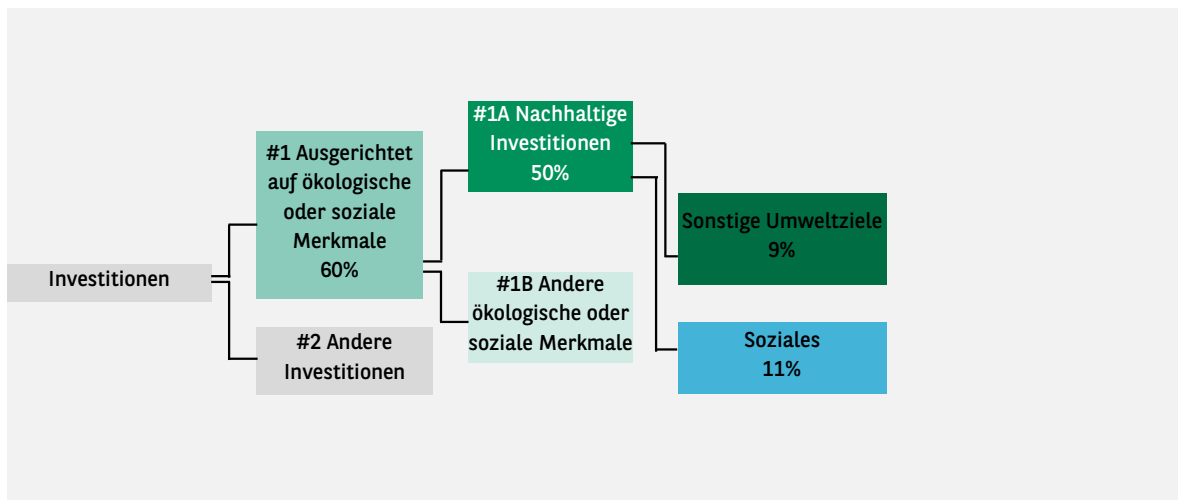 Investitionen
#1 Ausgerichtet
auf ökologische
oder soziale
Merkmale
60%
#2 Andere
Investitionen
#1A Nachhaltige
Investitionen
50%
#1B Andere
ökologische oder
soziale Merkmale
Sonstige Umweltziele
9%
Soziales
11%